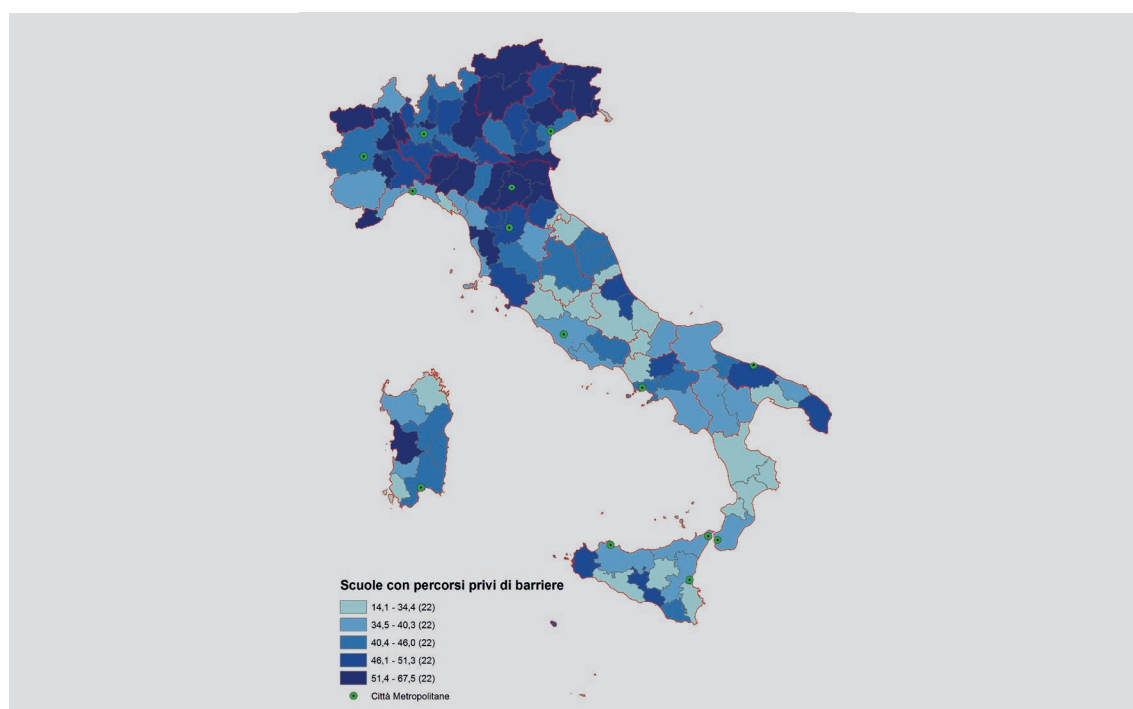 Scuole con percorsi privi di barriere
14,1 - 34,4 (22)
34,5 - 40,3 (22)
40,4 - 46,0 (22)
46,1 - 51,3 (22)
51,4 - 67,5 (22)
Città Metropolitane